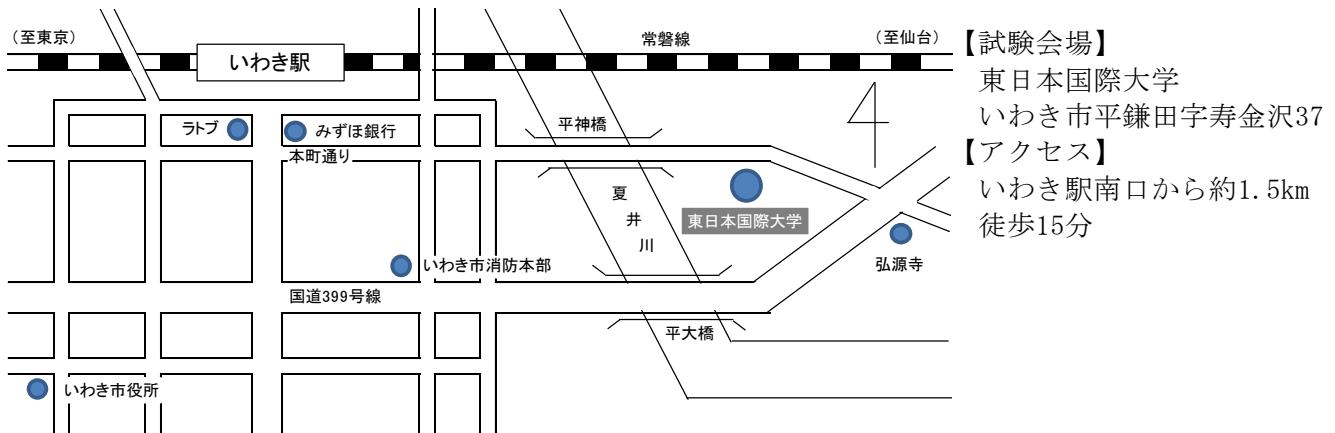 （至東京）
常磐線
（至仙台）
いわき駅
ラトブ
みずほ銀行
平神橋
本町通り
夏
井
川
東日本国際大学
いわき市消防本部
弘源寺
国道399号線
平大橋
いわき市役所
【試験会場】
東日本国際大学
いわき市平鎌田字寿金沢37
【アクセス】
いわき駅南口から約1.5km
徒歩15分